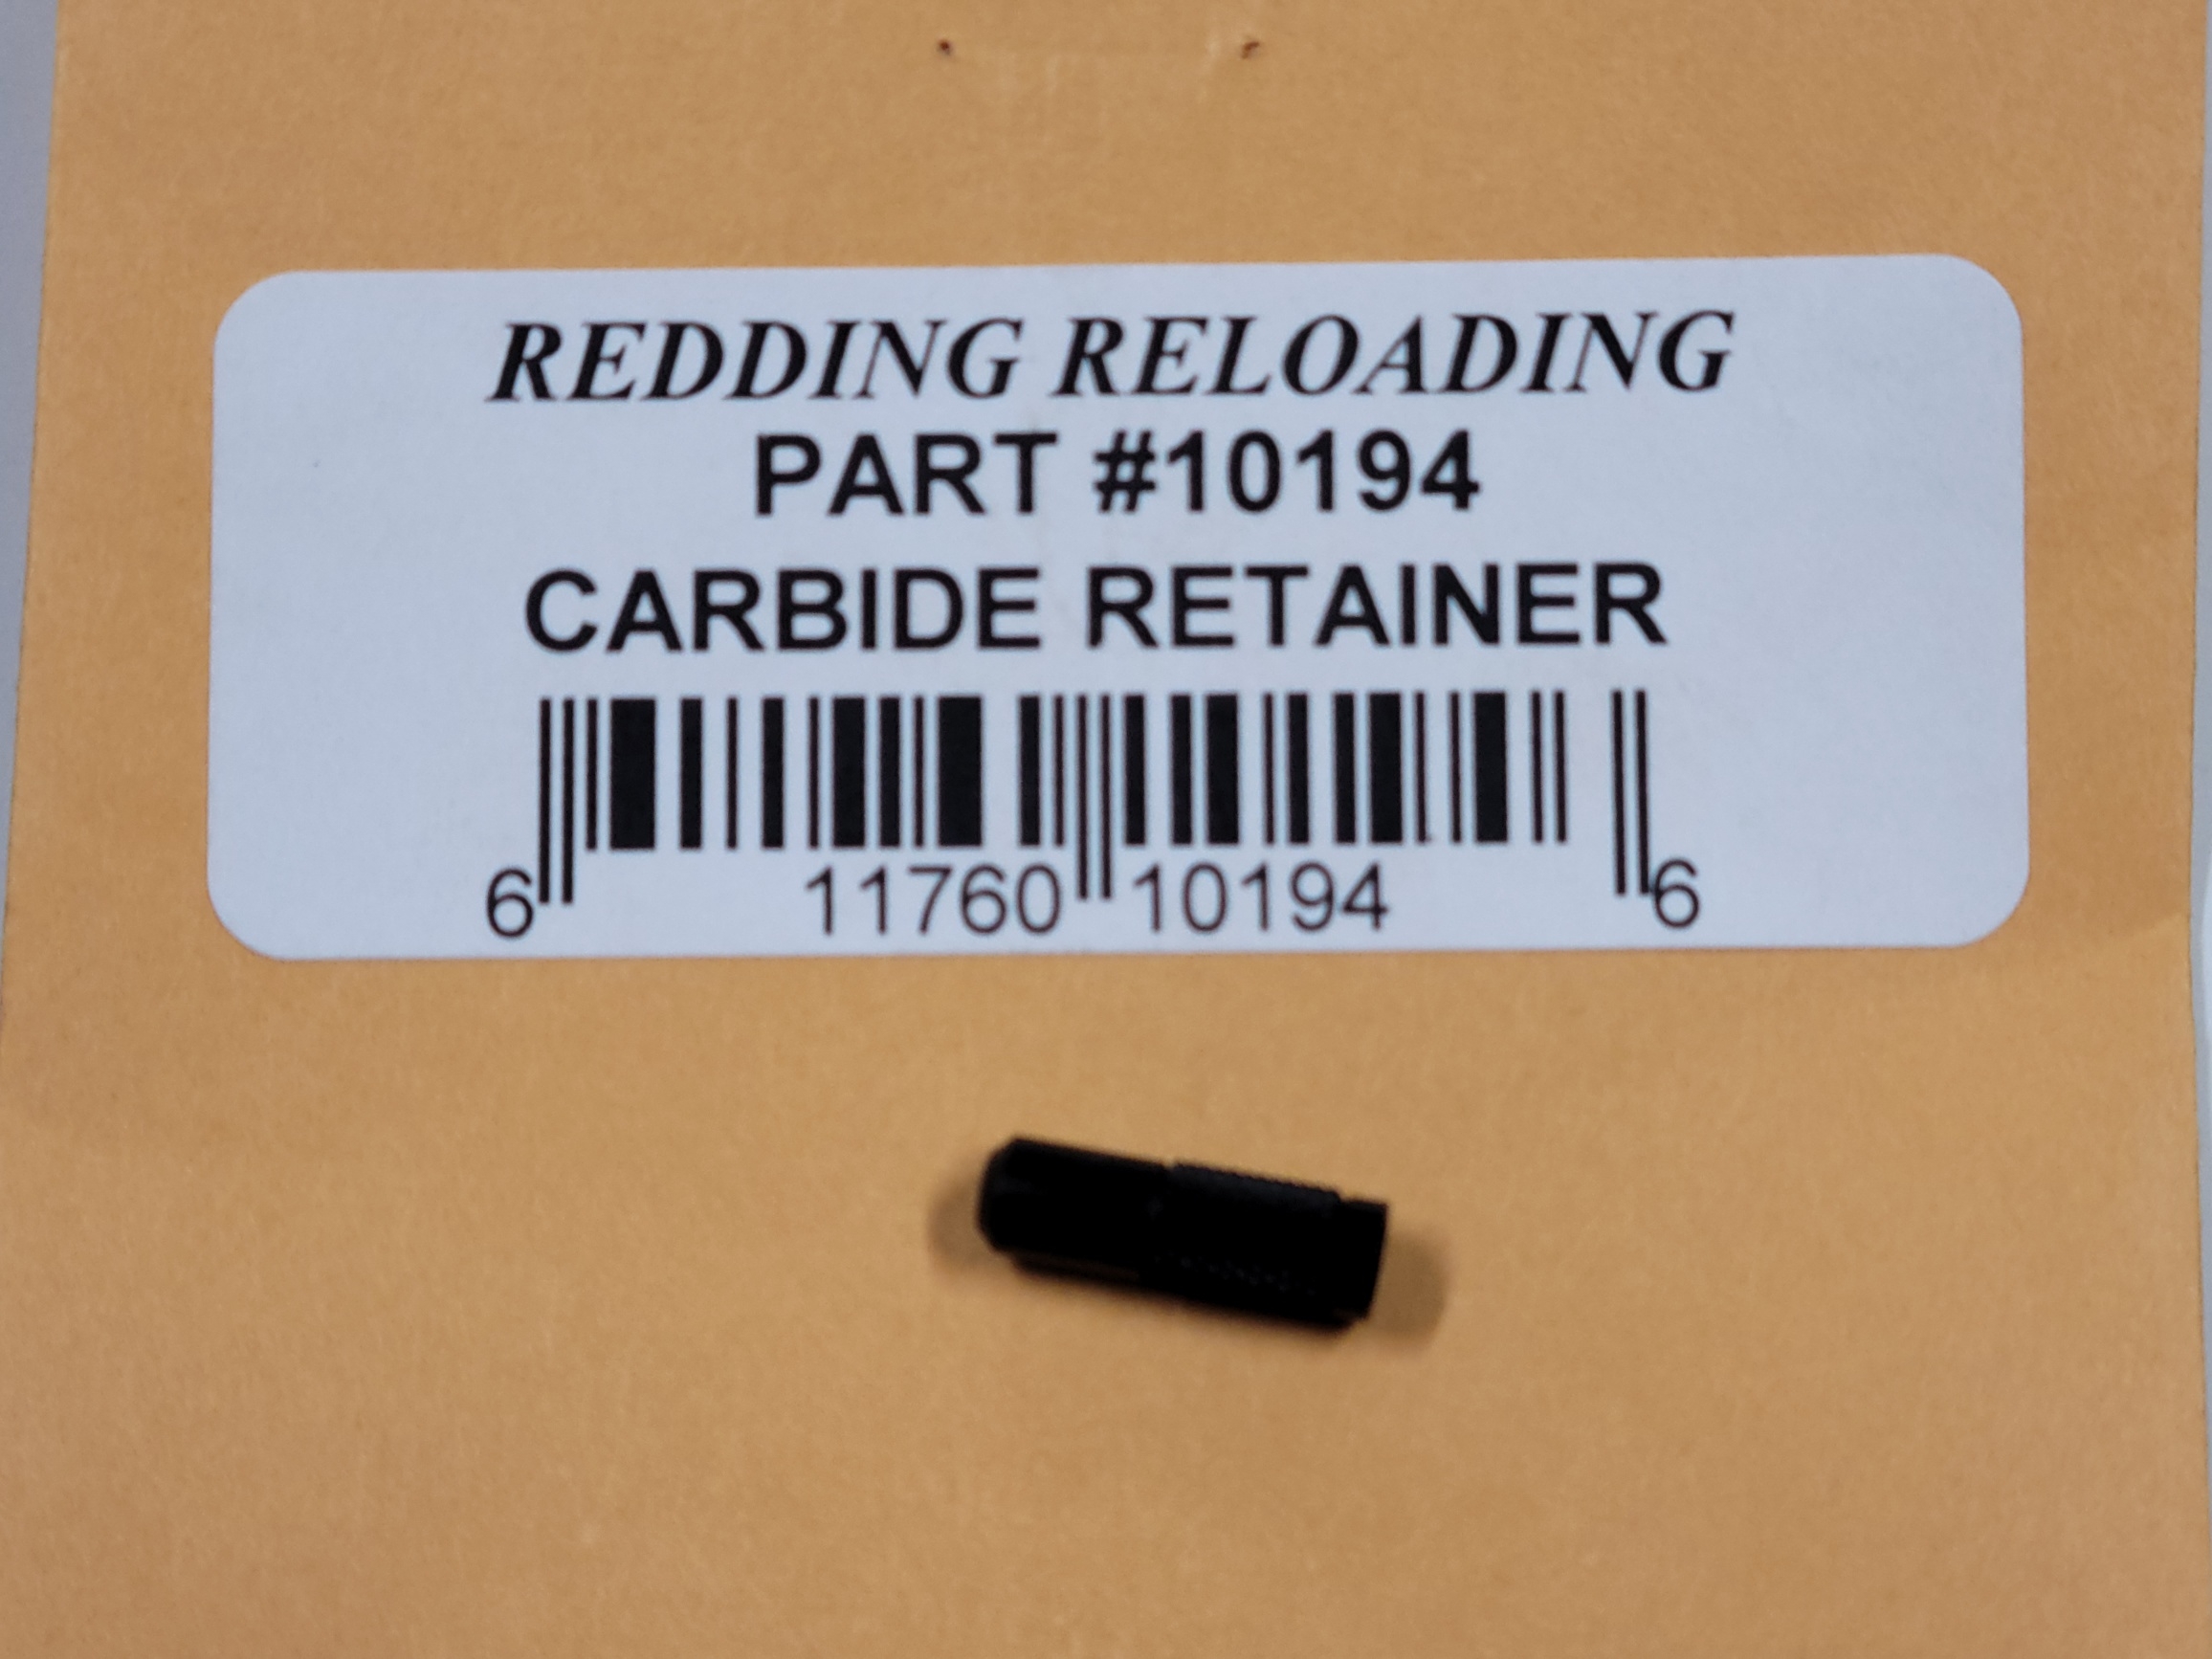 REDDING RELOADING
PART #10194
CARBIDE RETAINER
6 11760 10194 6